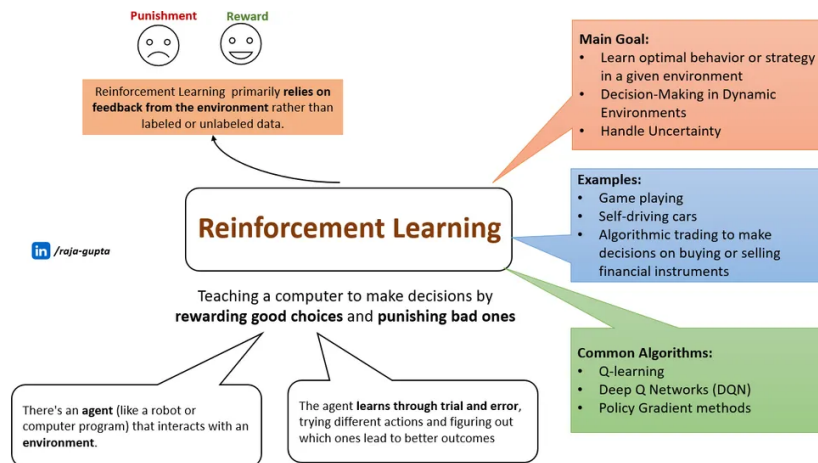 Punishment
Reward
Reinforcement Learning primarily relies on
feedback from the environment rather than
labeled or unlabeled data.
Main Goal:
• Learn optimal behavior or strategy
in a given environment
• Decision-Making in Dynamic
Environments
• Handle Uncertainty
Examples:
• Game playing
• Self-driving cars
• Algorithmic trading to make
decisions on buying or selling
financial instruments
Reinforcement Learning
in /raja-gupta
Teaching a computer to make decisions by
rewarding good choices and punishing bad ones
Common Algorithms:
• Q-learning
• Deep Q Networks (DQN)
• Policy Gradient methods
There's an agent (like a robot or
computer program) that interacts with an
environment.
The agent learns through trial and error,
trying different actions and figuring out
which ones lead to better outcomes